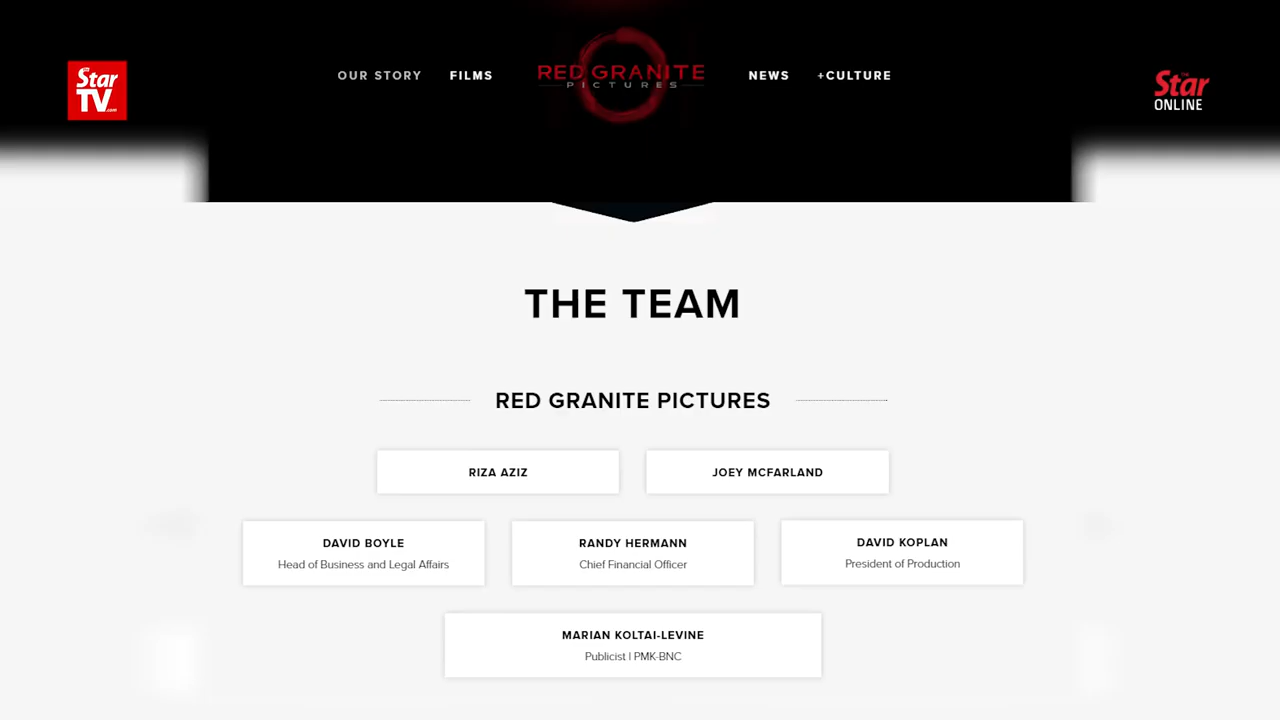 Star
TV.com
OUR STORY FILMS RED GRANITE NEWS +CULTURE
PICTURES
Star
ONLINE
THE TEAM
RED GRANITE PICTURES
RIZA AZIZ JOEY MCFARLAND
DAVID BOYLE RANDY HERMANN DAVID KOPLAN
Head of Business and Legal Affairs Chief Financial Officer President of Production
MARIAN KOLTAI-LEVINE
Publicist | PMK-BNC